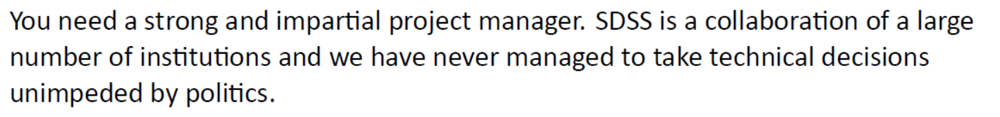 You need a strong and impartial project manager. SDSS is a collaboration of a large
number of institutions and we have never managed to take technical decisions
unimpeded by politics.